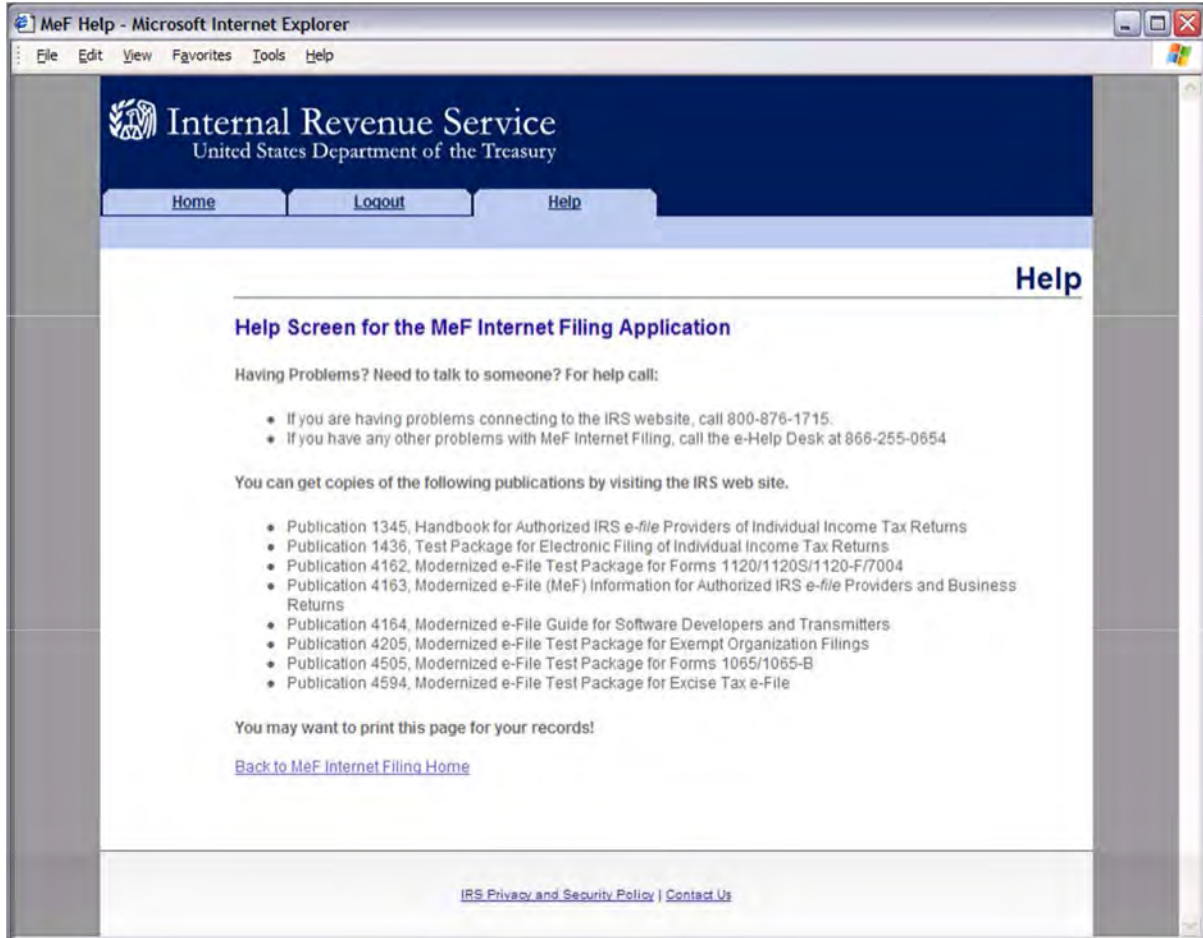 MeF Help - Microsoft Internet Explorer
File Edit View Favorites Tools Help
Internal Revenue Service
United States Department of the Treasury
Home Logout Help
Help
Help Screen for the MeF Internet Filing Application
Having Problems? Need to talk to someone? For help call:
• If you are having problems connecting to the IRS website, call 800-876-1715.
• If you have any other problems with MeF Internet Filing, call the e-Help Desk at 866-255-0654
You can get copies of the following publications by visiting the IRS web site.
• Publication 1345, Handbook for Authorized IRS e-file Providers of Individual Income Tax Returns
• Publication 1436, Test Package for Electronic Filing of Individual Income Tax Returns
• Publication 4162, Modernized e-File Test Package for Forms 1120/1120S/1120-F/7004
• Publication 4163, Modernized e-File (MeF) Information for Authorized IRS e-file Providers and Business
Returns
• Publication 4164, Modernized e-File Guide for Software Developers and Transmitters
• Publication 4205, Modernized e-File Test Package for Exempt Organization Filings
• Publication 4505, Modernized e-File Test Package for Forms 1065/1065-B
• Publication 4594, Modernized e-File Test Package for Excise Tax e-File
You may want to print this page for your records!
Back to MeF Internet Filing Home
IRS Privacy and Security Policy | Contact Us